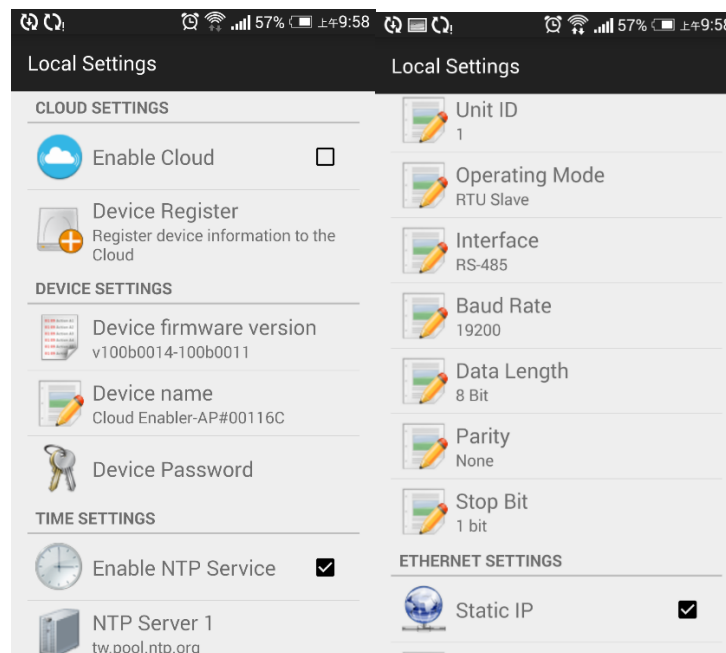 57% 上午9:58
Local Settings
CLOUD SETTINGS
Enable Cloud
Device Register
Register device information to the
Cloud
DEVICE SETTINGS
Device firmware version
v100b0014-100b0011
Device name
Cloud Enabler-AP#00116C
Device Password
TIME SETTINGS
Enable NTP Service
NTP Server 1
tw.pool.ntp.org
57% 上午9:58
Local Settings
Unit ID
1
Operating Mode
RTU Slave
Interface
RS-485
Baud Rate
19200
Data Length
8 Bit
Parity
None
Stop Bit
1 bit
ETHERNET SETTINGS
Static IP